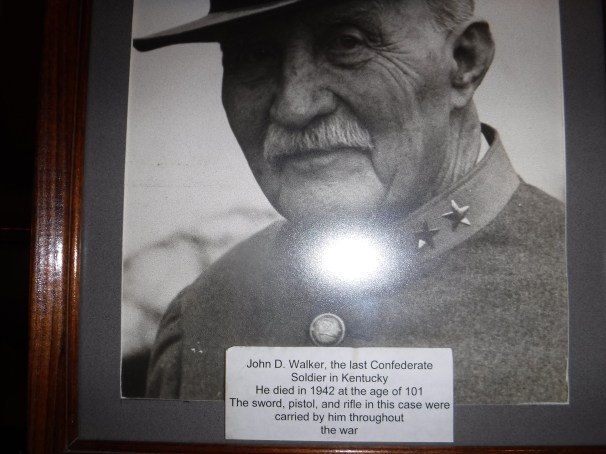 John D. Walker, the last Confederate
Soldier in Kentucky
He died in 1942 at the age of 101
The sword, pistol, and rifle in this case were
carried by him throughout
the war